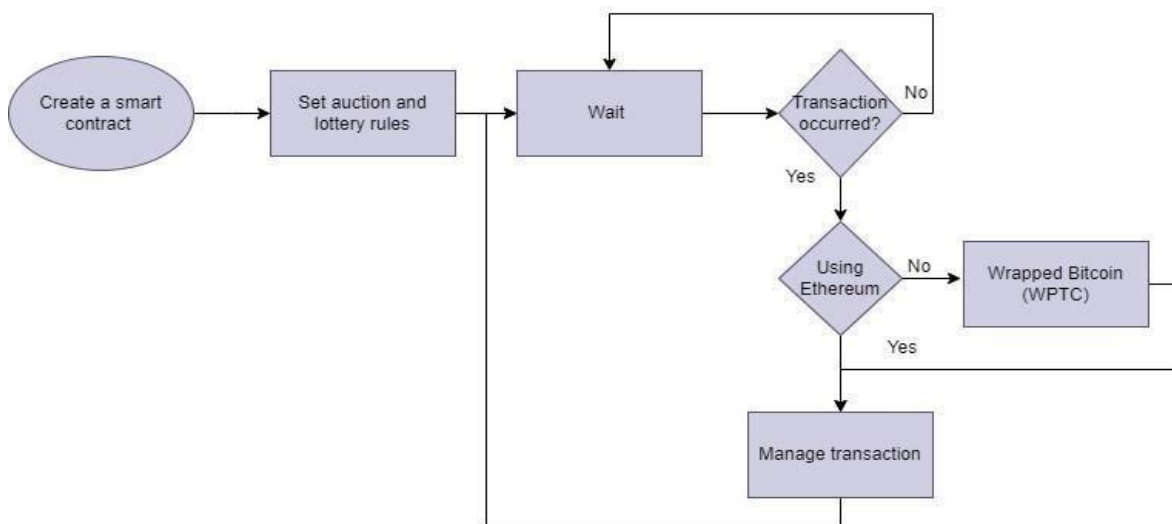 Create a smart
contract
Set auction and
lottery rules
Wait
Transaction
occurred?
No
Yes
Using
Ethereum
No
Wrapped Bitcoin
(WPTC)
Yes
Manage transaction